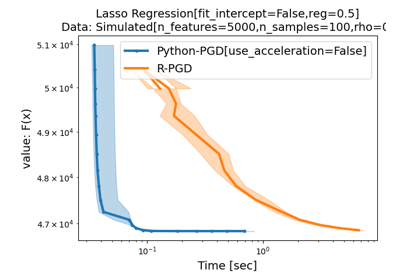 Lasso Regression[fit_intercept=False,reg=0.5]
Data: Simulated[n_features=5000,n_samples=100,rho=0
Python-PGD[use_acceleration=False]
R-PGD
value: F(x)
5.1 × 10⁴
5 × 10⁴
4.9 × 10⁴
4.8 × 10⁴
4.7 × 10⁴
10⁻¹
10⁰
Time [sec]